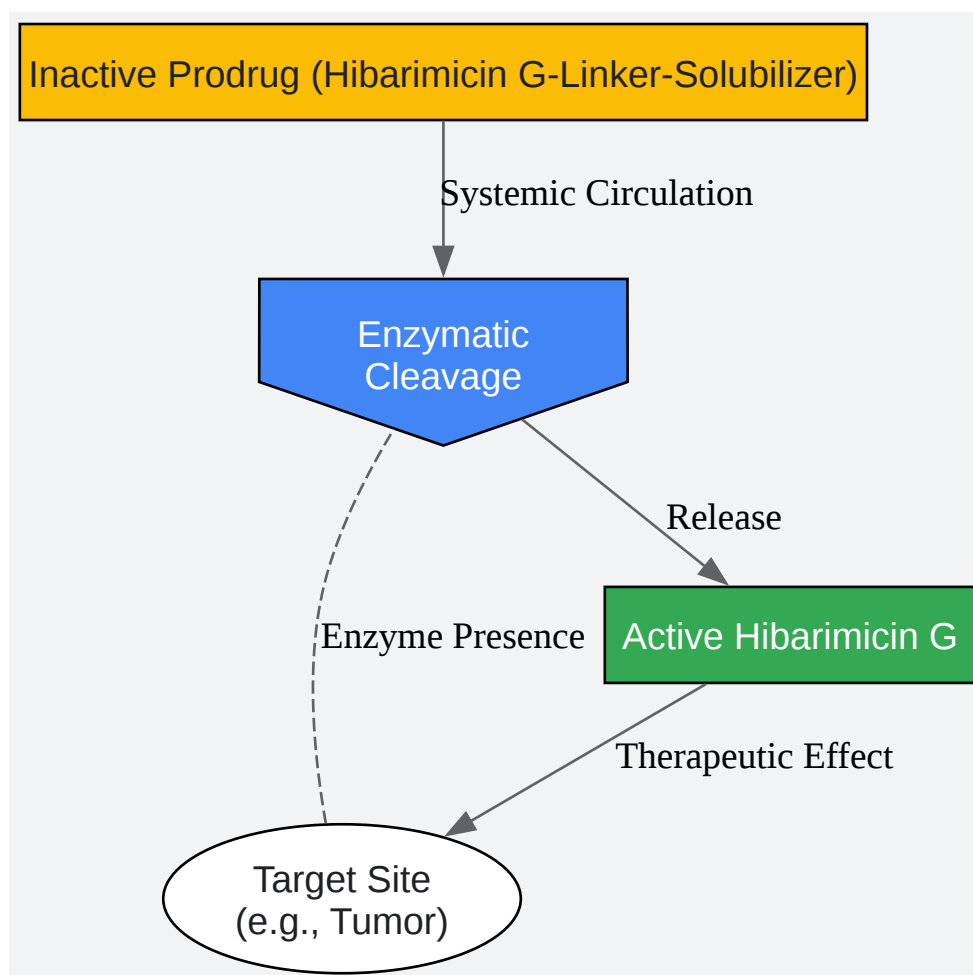 Inactive Prodrug (Hibarimicin G-Linker-Solubilizer)
Systemic Circulation
Enzymatic
Cleavage
Release
Enzyme Presence
Active Hibarimicin G
Therapeutic Effect
Target Site
(e.g., Tumor)